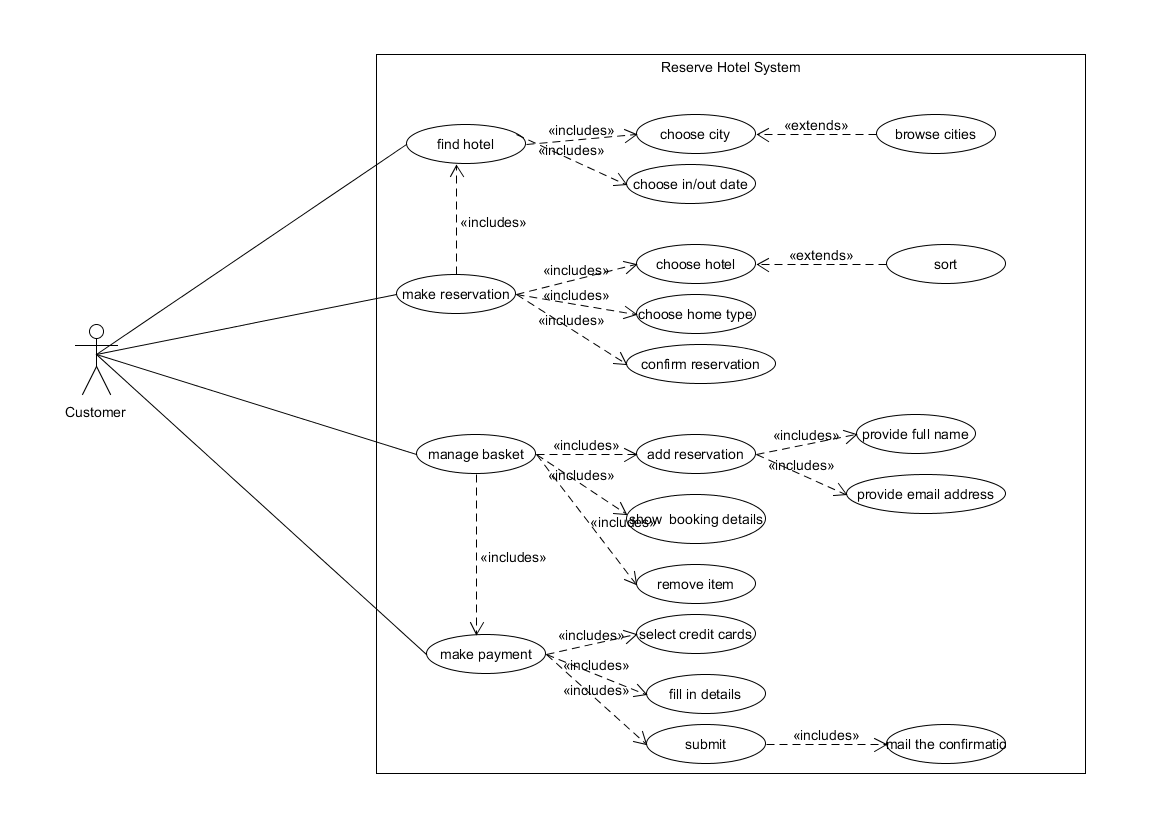 Reserve Hotel System
find hotel
«includes»
choose city
«extends»
browse cities
«includes»
choose in/out date
«includes»
make reservation
«includes»
choose hotel
«extends»
sort
«includes»
choose home type
«includes»
confirm reservation
Customer
manage basket
«includes»
add reservation
«includes»
provide full name
«includes»
provide email address
«includes»
show booking details
«includes»
remove item
«includes»
make payment
«includes»
select credit cards
«includes»
fill in details
«includes»
submit
«includes»
mail the confirmatio